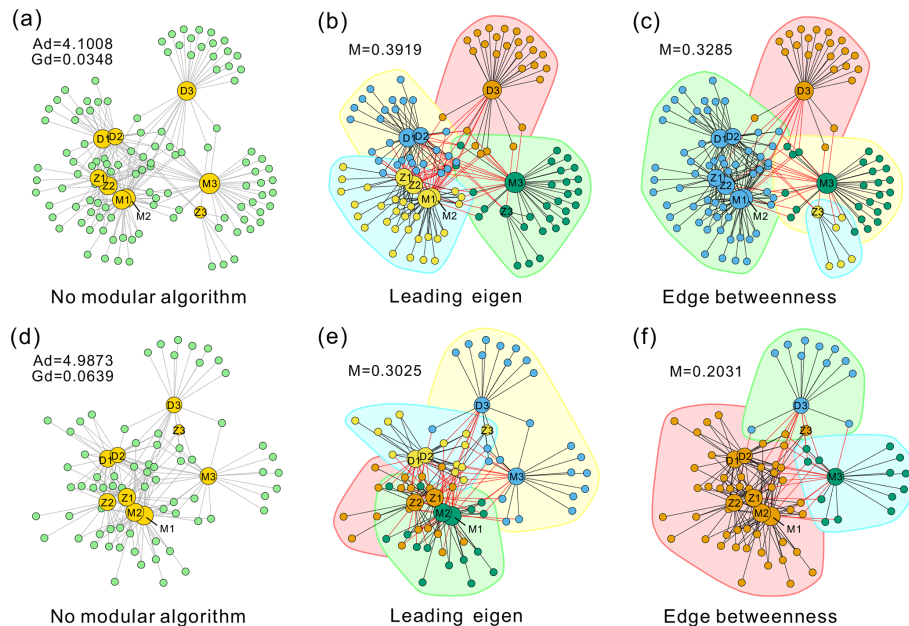 (a)
Ad=4.1008
Gd=0.0348
D3
D1
D2
Z1
Z2
M1
M2
M3
Z3
No modular algorithm
(b)
M=0.3919
D3
D1
D2
Z1
Z2
M1
M2
M3
Z3
Leading eigen
(c)
M=0.3285
D3
D1
D2
Z1
Z2
M1
M2
M3
Z3
Edge betweenness
(d)
Ad=4.9873
Gd=0.0639
D3
Z3
D1
D2
M3
Z2
Z1
M2
M1
No modular algorithm
(e)
M=0.3025
D3
Z3
D1
D2
M3
Z2
Z1
M2
M1
Leading eigen
(f)
M=0.2031
D3
Z3
D1
D2
M3
Z2
Z1
M2
M1
Edge betweenness